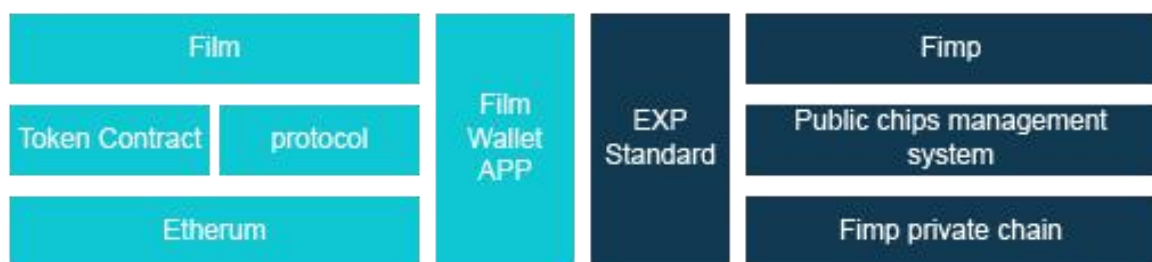 Film
Token Contract
protocol
Etherum
Film
Wallet
APP
EXP
Standard
Fimp
Public chips management
system
Fimp private chain